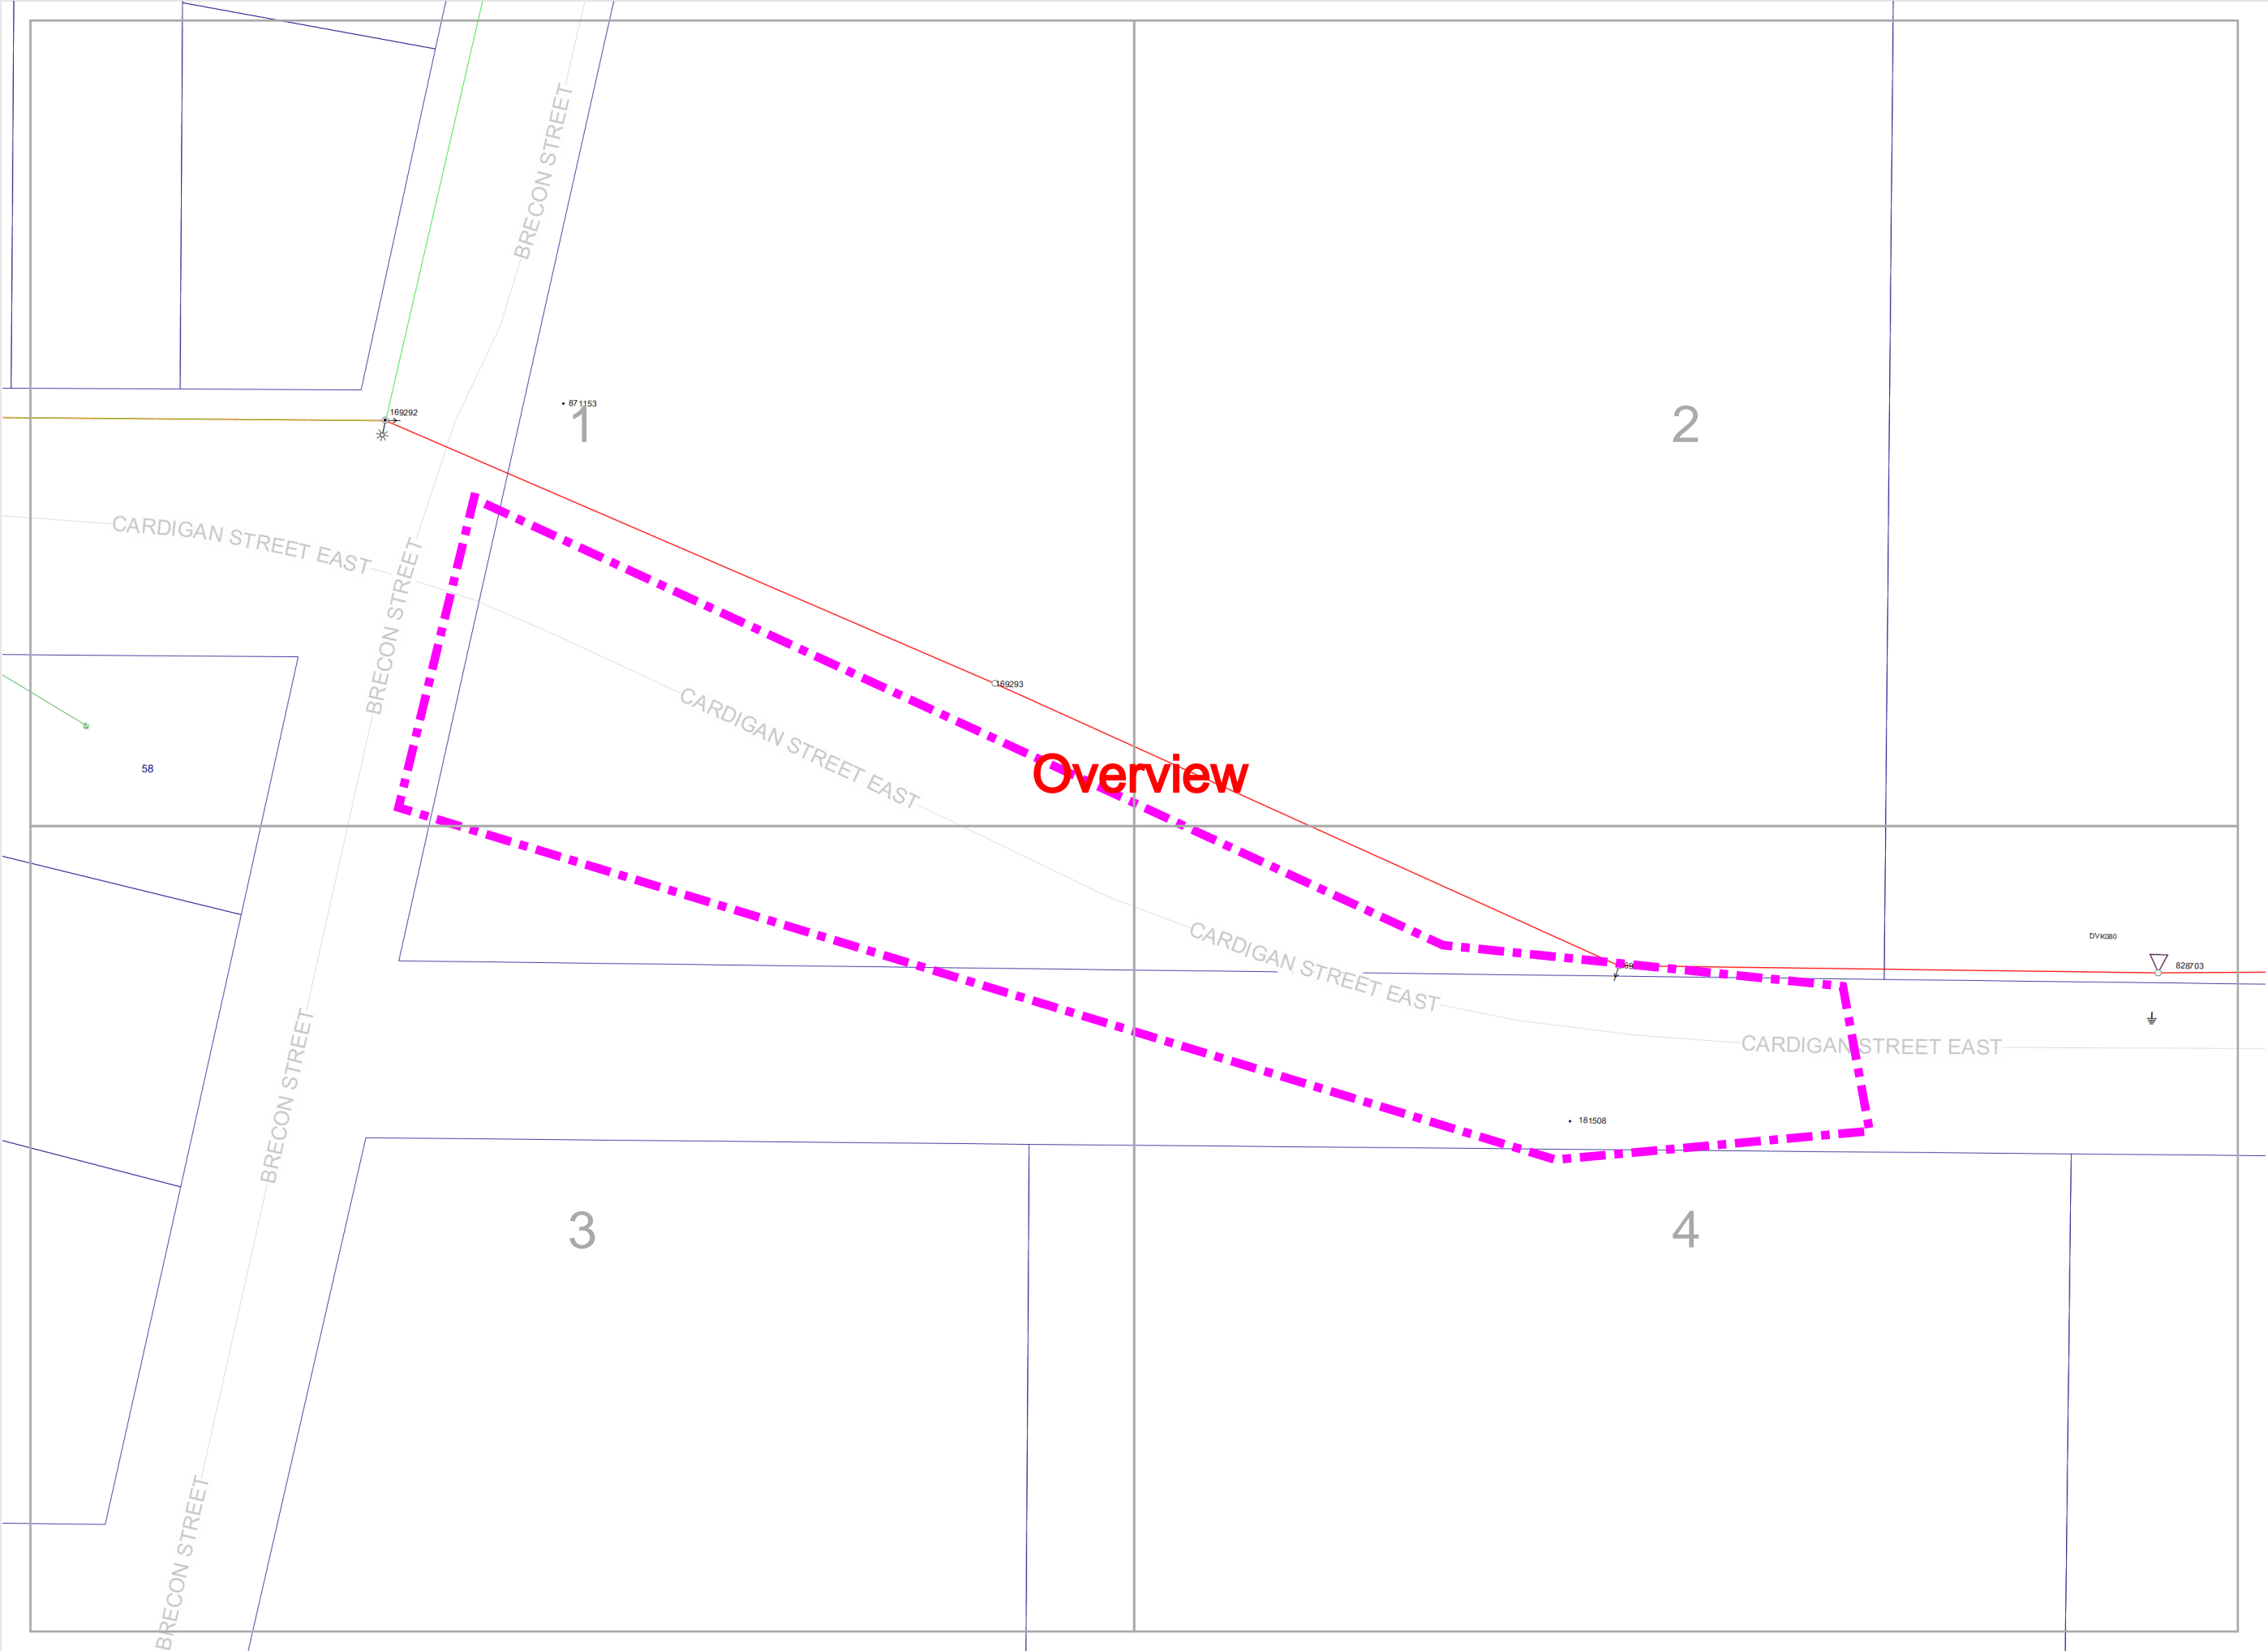 BRECON STREET
871153
1
169292
2
CARDIGAN STREET EAST
BRECON STREET
169293
CARDIGAN STREET EAST
Overview
58
DVK080
CARDIGAN STREET EAST
828703
CARDIGAN STREET EAST
BRECON STREET
181508
3
4
BRECON STREET